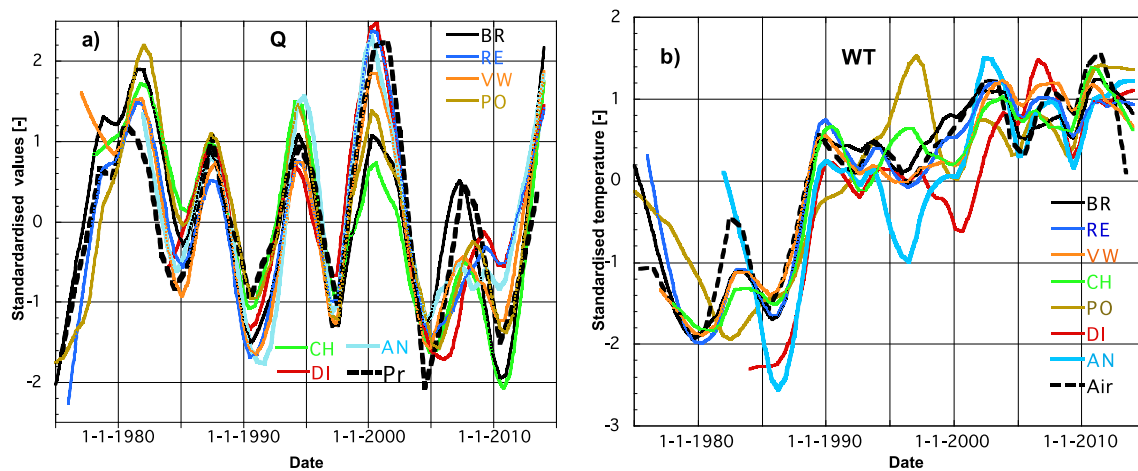 a)
Q
BR
RE
VW
PO
2
1
0
-1
-2
Standardised values [-]
CH
AN
DI
Pr
1-1-1980
1-1-1990
1-1-2000
1-1-2010
Date
b)
WT
2
1
0
-1
-2
-3
Standardised temperature [-]
BR
RE
VW
CH
PO
DI
AN
Air
1-1-1980
1-1-1990
1-1-2000
1-1-2010
Date